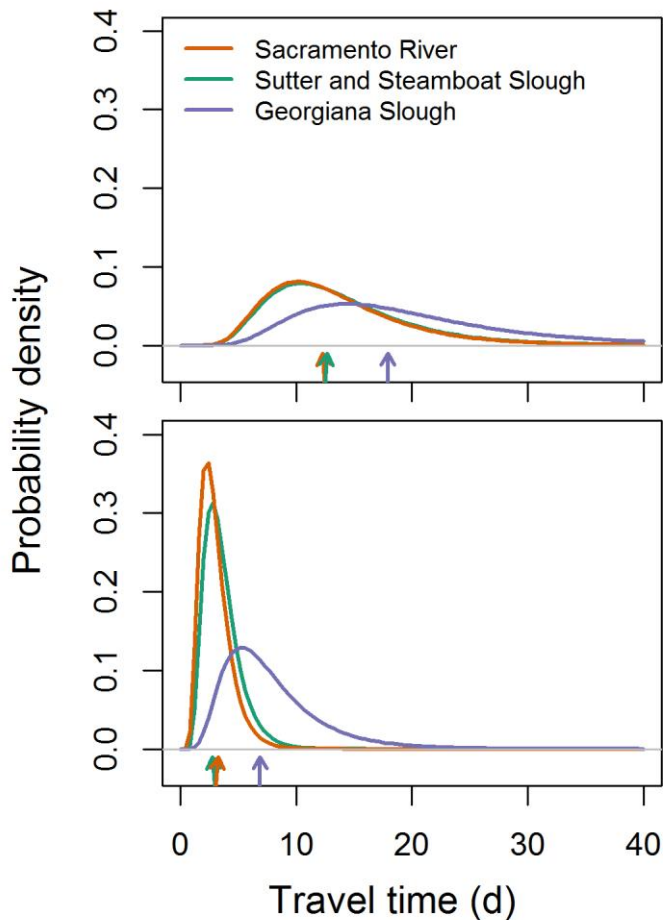 0.4
Sacramento River
Sutter and Steamboat Slough
Georgiana Slough
0.3
0.2
0.1
0.0
Probability density
0.4
0.3
0.2
0.1
0.0
0 10 20 30 40
Travel time (d)